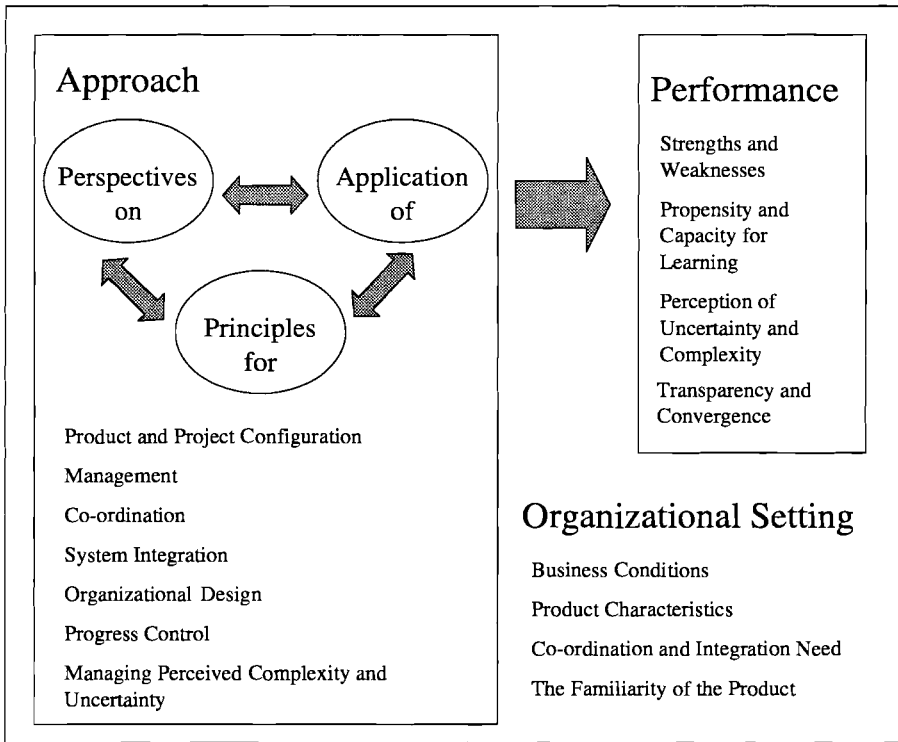 Approach
Perspectives
on
Application
of
Principles
for
Product and Project Configuration
Management
Co-ordination
System Integration
Organizational Design
Progress Control
Managing Perceived Complexity and
Uncertainty
Performance
Strengths and
Weaknesses
Propensity and
Capacity for
Learning
Perception of
Uncertainty and
Complexity
Transparency and
Convergence
Organizational Setting
Business Conditions
Product Characteristics
Co-ordination and Integration Need
The Familiarity of the Product